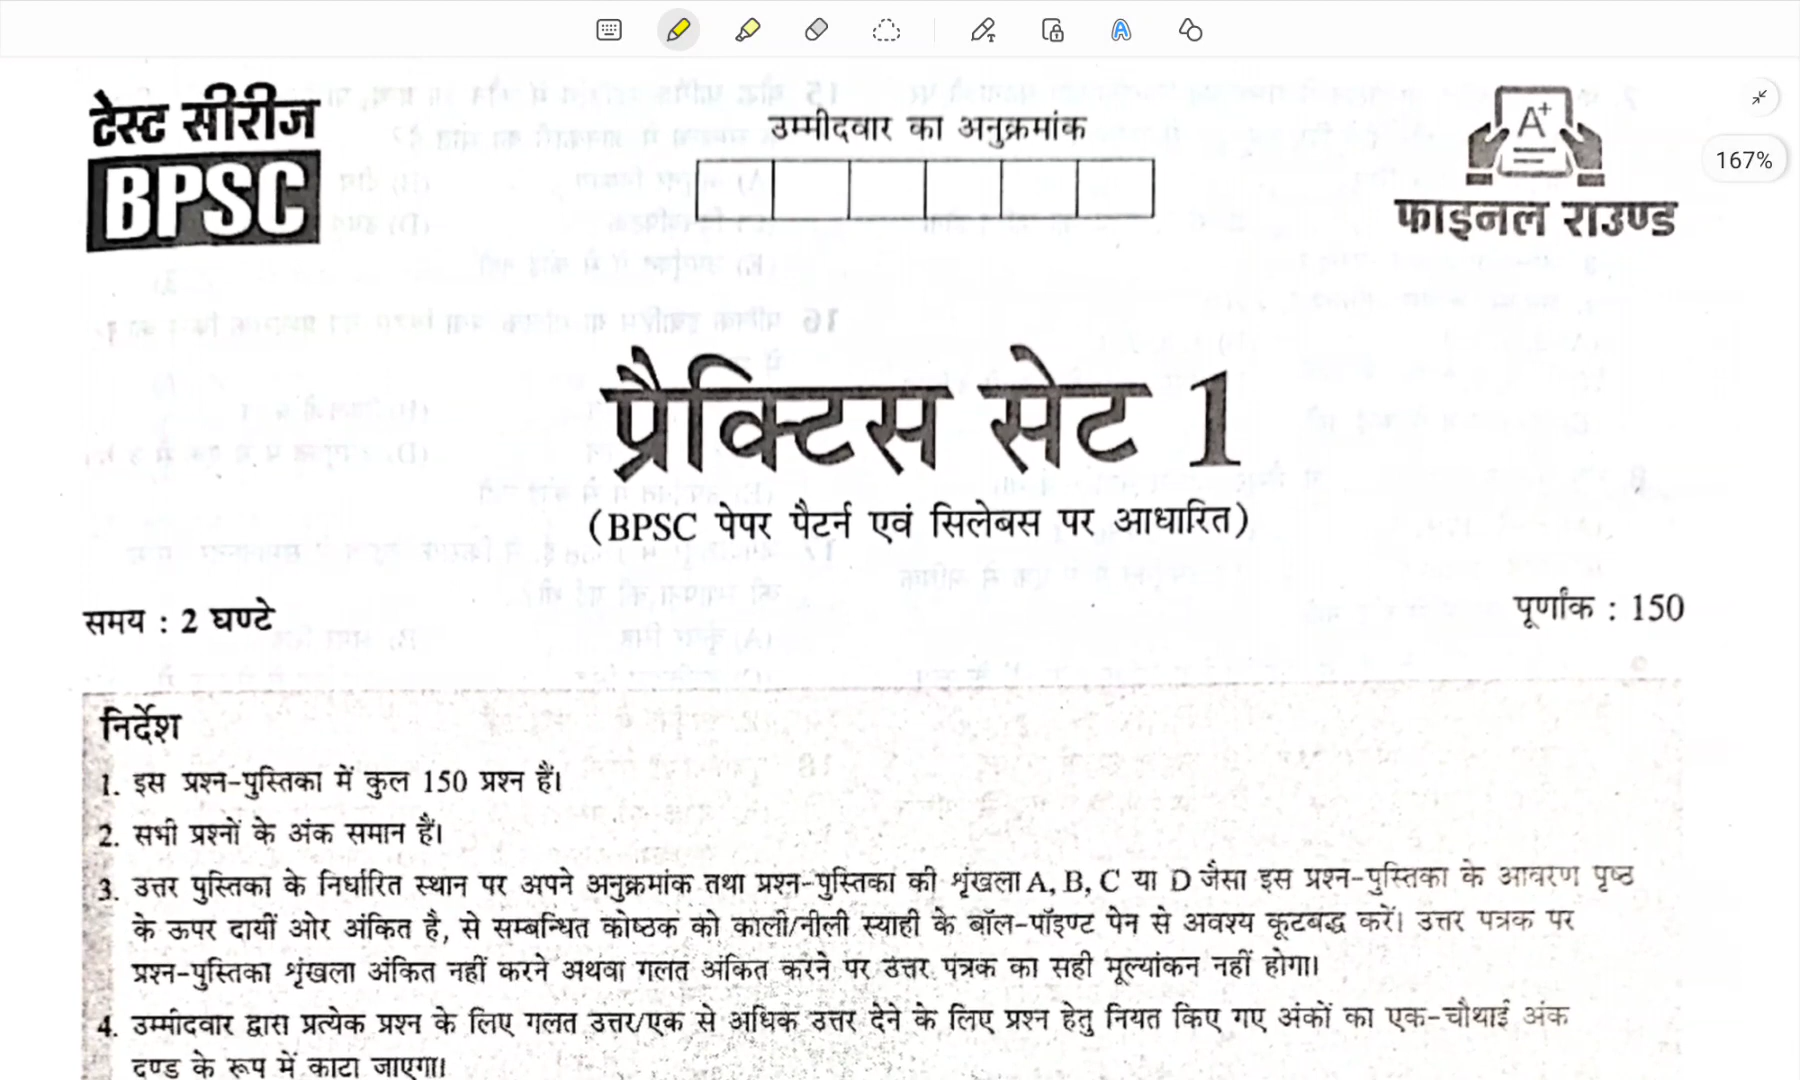 167%
टेस्ट सीरीज
BPSC
उम्मीदवार का अनुक्रमांक
A+
फाइनल राउण्ड
प्रैक्टिस सेट 1
(BPSC पेपर पैटर्न एवं सिलेबस पर आधारित)
समय : 2 घण्टे
पूर्णांक : 150
निर्देश
1. इस प्रश्न-पुस्तिका में कुल 150 प्रश्न हैं।
2. सभी प्रश्नों के अंक समान हैं।
3. उत्तर पुस्तिका के निर्धारित स्थान पर अपने अनुक्रमांक तथा प्रश्न-पुस्तिका की शृंखला A, B, C या D जैसा इस प्रश्न-पुस्तिका के आवरण पृष्ठ
के ऊपर दायीं ओर अंकित है, से सम्बन्धित कोष्ठक को काली/नीली स्याही के बॉल-पॉइण्ट पेन से अवश्य कूटबद्ध करें। उत्तर पत्रक पर
प्रश्न-पुस्तिका शृंखला अंकित नहीं करने अथवा गलत अंकित करने पर उत्तर पत्रक का सही मूल्यांकन नहीं होगा।
4. उम्मीदवार द्वारा प्रत्येक प्रश्न के लिए गलत उत्तर/एक से अधिक उत्तर देने के लिए प्रश्न हेतु नियत किए गए अंकों का एक-चौथाई अंक
दण्ड के रूप में काटा जाएगा।